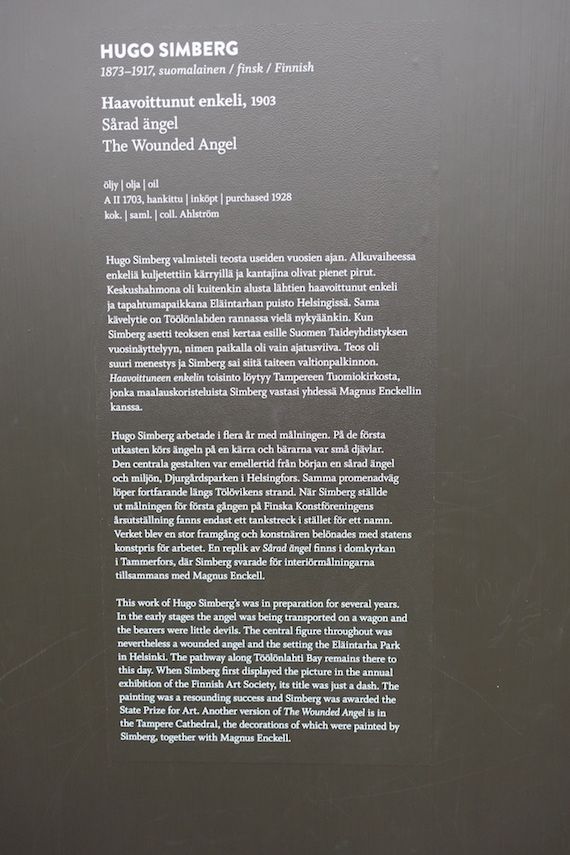 HUGO SIMBERG
1873–1917, suomalainen / finsk / Finnish
Haavoittunut enkeli, 1903
Sårad ängel
The Wounded Angel
öljy | olja | oil
A II 1703, hankittu | inköpt | purchased 1928
kok. | saml. | coll. Ahlström
Hugo Simberg valmisteli teosta useiden vuosien ajan. Alkuvaiheessa
enkeliä kuljetettiin kärryillä ja kantajina olivat pienet pirut.
Keskushahmona oli kuitenkin alusta lähtien haavoittunut enkeli
ja tapahtumapaikkana Eläintarhan puisto Helsingissä. Sama
kävelytie on Töölönlahden rannassa vielä nykyäänkin. Kun
Simberg asetti teoksen ensi kertaa esille Suomen Taideyhdistyksen
vuosinäyttelyyn, nimen paikalla oli vain ajatusviiva. Teos oli
suuri menestys ja Simberg sai siitä taiteen valtionpalkinnon.
Haavoittuneen enkelin toisinto löytyy Tampereen Tuomiokirkosta,
jonka maalauskoristeluista Simberg vastasi yhdessä Magnus Enckellin
kanssa.
Hugo Simberg arbetade i flera år med målningen. På de första
utkasten körs ängeln på en kärra och bärarna var små djävlar.
Den centrala gestalten var emellertid från början en sårad ängel
och miljön, Djurgårdsparken i Helsingfors. Samma promenadväg
löper fortfarande längs Tölövikens strand. När Simberg ställde
ut målningen för första gången på Finska Konstföreningens
årsutställning fanns endast ett tankstreck i stället för ett namn.
Verket blev en stor framgång och konstnären belönades med statens
konstpris för arbetet. En replik av Sårad ängel finns i domkyrkan
i Tammerfors, där Simberg svarade för interiörmålningarna
tillsammans med Magnus Enckell.
This work of Hugo Simberg's was in preparation for several years.
In the early stages the angel was being transported on a wagon and
the bearers were little devils. The central figure throughout was
nevertheless a wounded angel and the setting the Eläintarha Park
in Helsinki. The pathway along Töölönlahti Bay remains there to
this day. When Simberg first displayed the picture in the annual
exhibition of the Finnish Art Society, its title was just a dash. The
painting was a resounding success and Simberg was awarded the
State Prize for Art. Another version of The Wounded Angel is in
the Tampere Cathedral, the decorations of which were painted by
Simberg, together with Magnus Enckell.